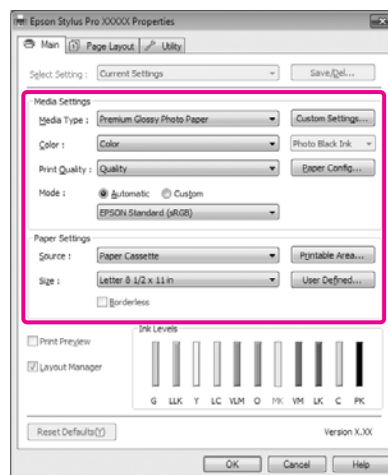 Epson Stylus Pro XXXXX Properties
Main Page Layout Utility
Select Setting : Current Settings Save/Del...
Media Settings
Media Type : Premium Glossy Photo Paper Custom Settings...
Color : Color Photo Black Ink
Print Quality : Quality Paper Config...
Mode : Automatic Custom
EPSON Standard (sRGB)
Paper Settings
Source : Paper Cassette Printable Area...
Size : Letter 8 1/2 x 11 in User Defined...
Borderless
Print Preview
Layout Manager
Ink Levels
G LLK Y LC VLM O MK VM LK C PK
Reset Defaults(Y) Version X.XX
OK Cancel Help